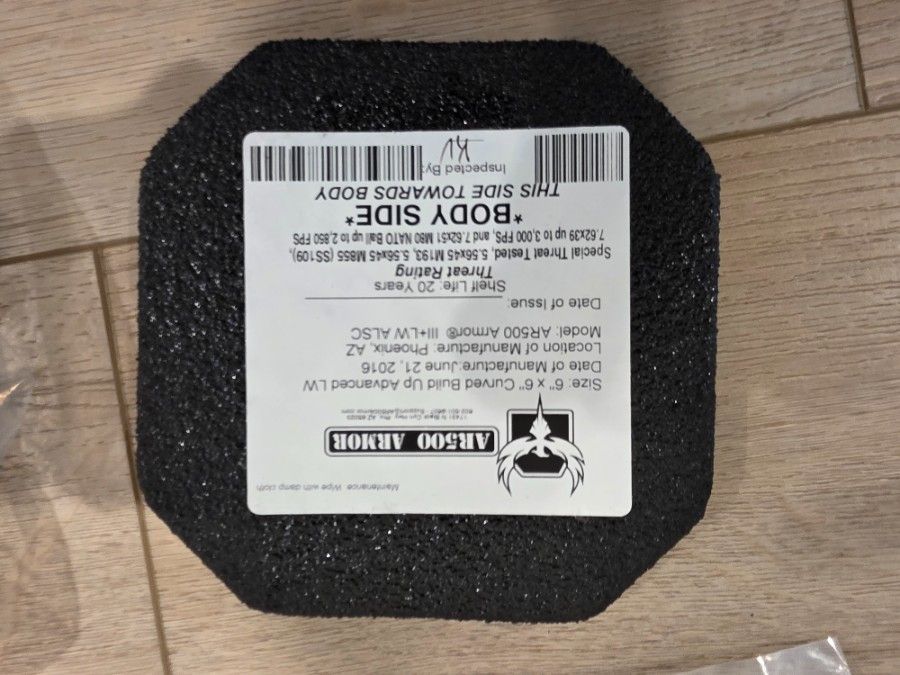 Maintenance: Wipe with damp cloth
AR500 ARMOR
Size: 6" x 6" Curved Build Up Advanced LW
Date of Manufacture:June 21, 2016
Location of Manufacture: Phoenix, AZ
Model: AR500 Armor® III+LW ALSC
Date of Issue:
Shelf Life: 20 Years
Threat Rating
Special Threat Tested, 5.56x45 M193, 5.56x45 M855 (SS109),
7.62x39 up to 3,000 FPS, and 7.62x51 M80 NATO Ball up to 2,850 FPS
*BODY SIDE*
THIS SIDE TOWARDS BODY
Inspected By: